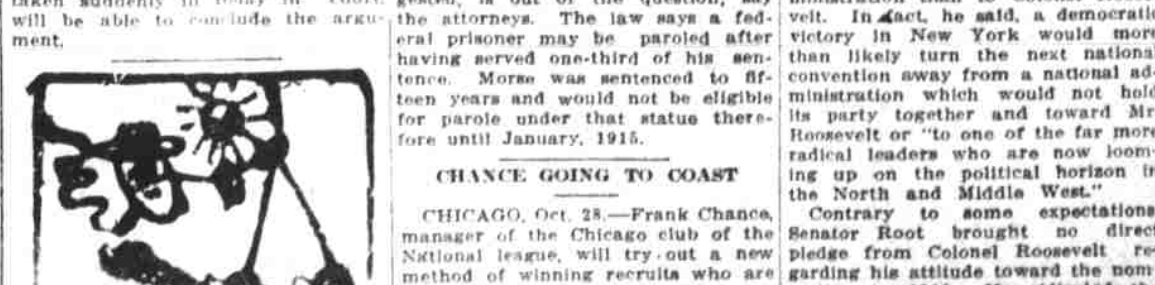 will be able to conclude the argu-
ment.
the attorneys. The law says a fed-
eral prisoner may be paroled after
having served one-third of his sen-
tence. Morse was sentenced to fif-
teen years and would not be eligible
for parole under that statue there-
fore until January, 1915.
CHANCE GOING TO COAST
CHICAGO, Oct. 28.—Frank Chance,
manager of the Chicago club of the
National league, will try out a new
method of winning recruits who are
velt. In fact, he said, a democratic
victory in New York would more
than likely turn the next national
convention away from a national ad-
ministration which would not hold
its party together and toward Mr.
Roosevelt or "to one of the far more
radical leaders who are now loom-
ing up on the political horizon in
the North and Middle West."
Contrary to some expectations
Senator Root brought no direct
pledge from Colonel Roosevelt re-
garding his attitude toward the nom-